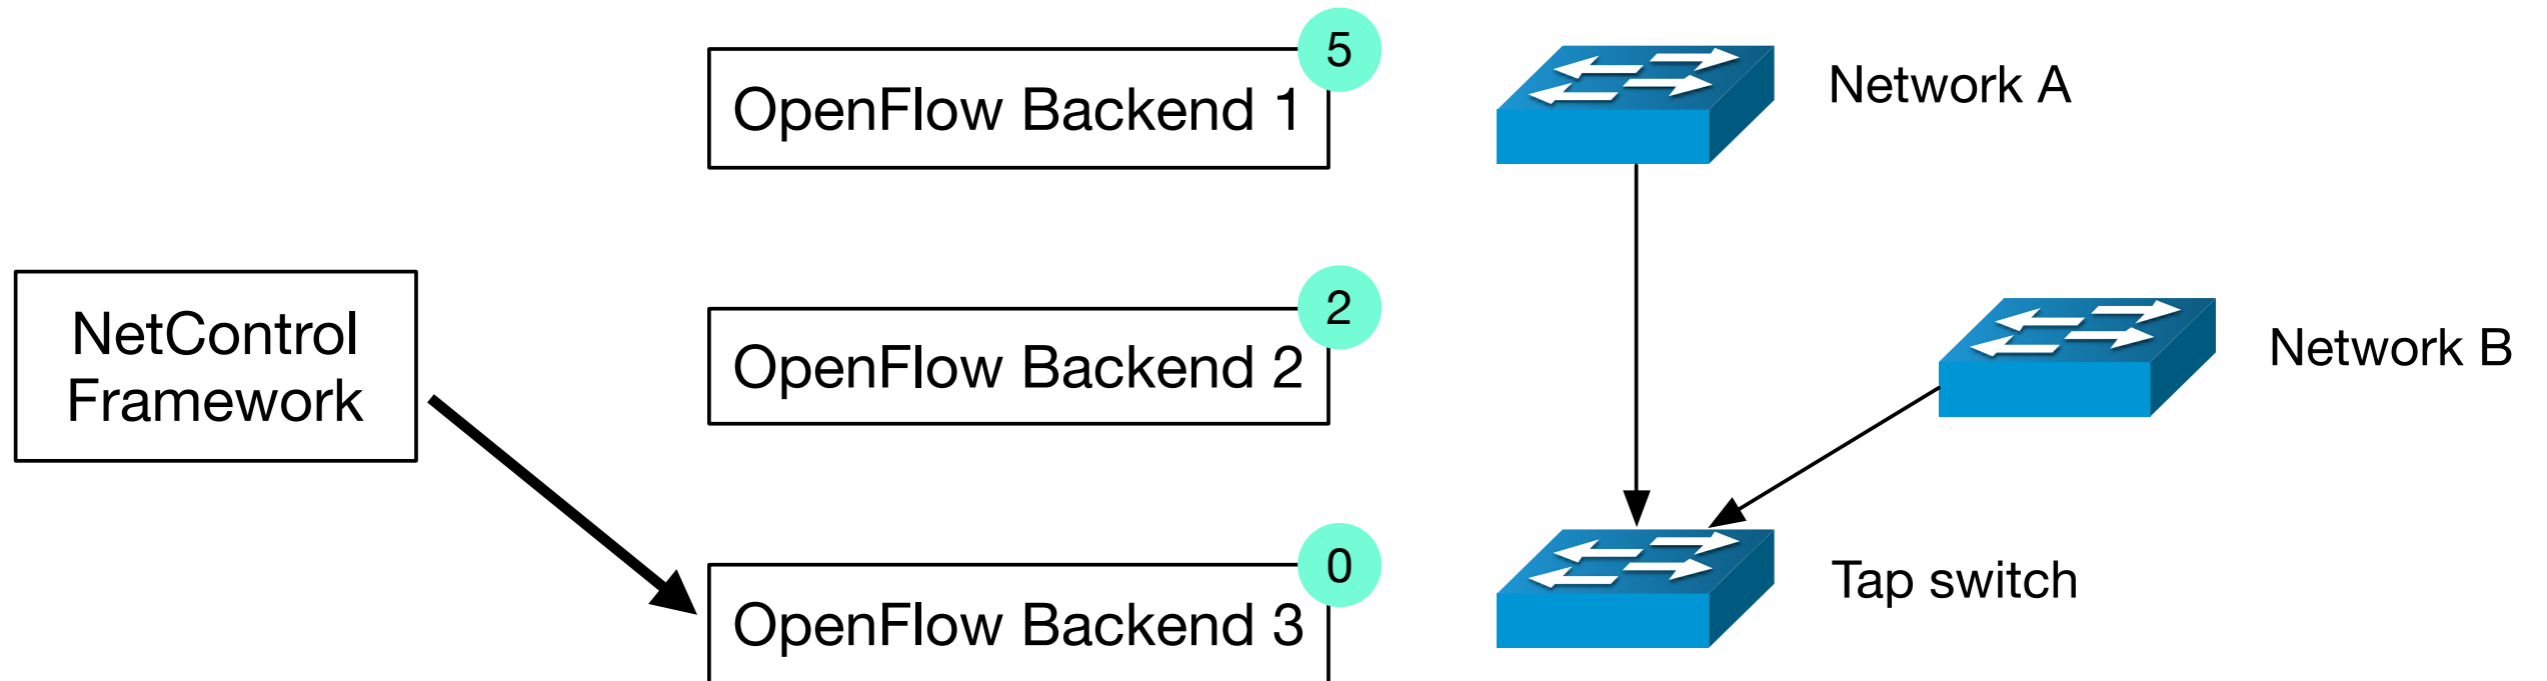 5
OpenFlow Backend 1
Network A
2
NetControl
Framework
OpenFlow Backend 2
Network B
0
OpenFlow Backend 3
Tap switch